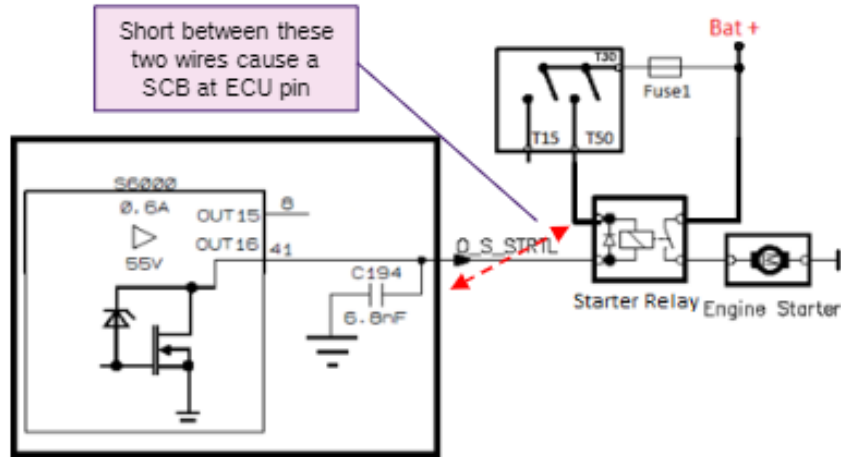 Short between these
two wires cause a
SCB at ECU pin
Bat +
T30
Fuse1
T15
T50
S6000
0.6A
OUT15
8
OUT16
41
55V
O_S_STRTL
C194
6.8nF
Starter Relay
Engine Starter